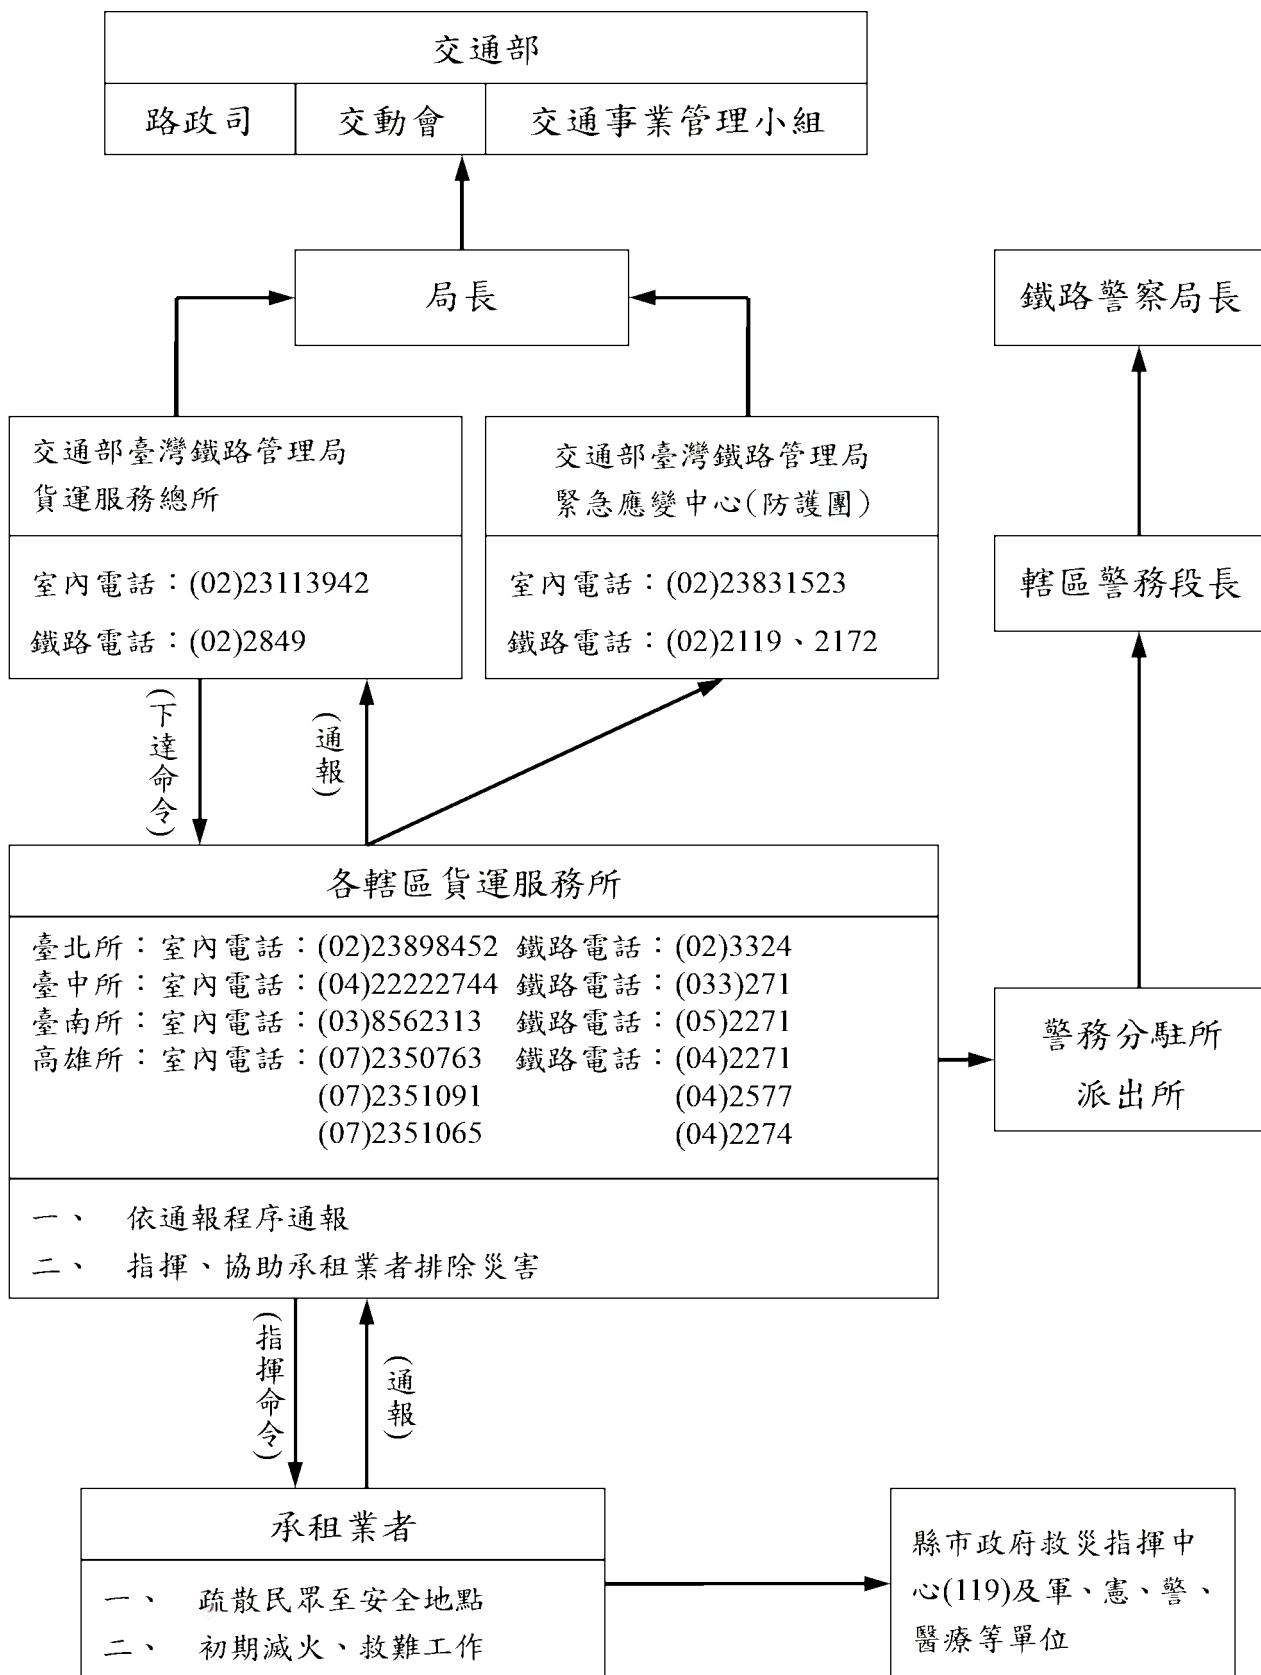 交通部
路政司 交動會 交通事業管理小組
局長
鐵路警察局長
交通部臺灣鐵路管理局
貨運服務總所
室內電話：(02)23113942
鐵路電話：(02)2849
交通部臺灣鐵路管理局
緊急應變中心(防護團)
室內電話：(02)23831523
鐵路電話：(02)2119、2172
轄區警務段長
(下達命令)
(通報)
各轄區貨運服務所
臺北所：室內電話：(02)23898452 鐵路電話：(02)3324
臺中所：室內電話：(04)22222744 鐵路電話：(033)271
臺南所：室內電話：(03)8562313 鐵路電話：(05)2271
高雄所：室內電話：(07)2350763 鐵路電話：(04)2271
(07)2351091 (04)2577
(07)2351065 (04)2274
一、 依通報程序通報
二、 指揮、協助承租業者排除災害
警務分駐所
派出所
(指揮命令)
(通報)
承租業者
一、 疏散民眾至安全地點
二、 初期滅火、救難工作
縣市政府救災指揮中
心(119)及軍、憲、警、
醫療等單位